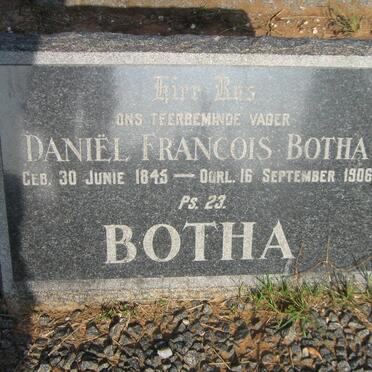 Hier Rus
ONS TEERBEMINDE VADER
DANIËL FRANCOIS BOTHA
GEB. 30 JUNIE 1845 — OORL. 16 SEPTEMBER 1906
PS. 23.
BOTHA